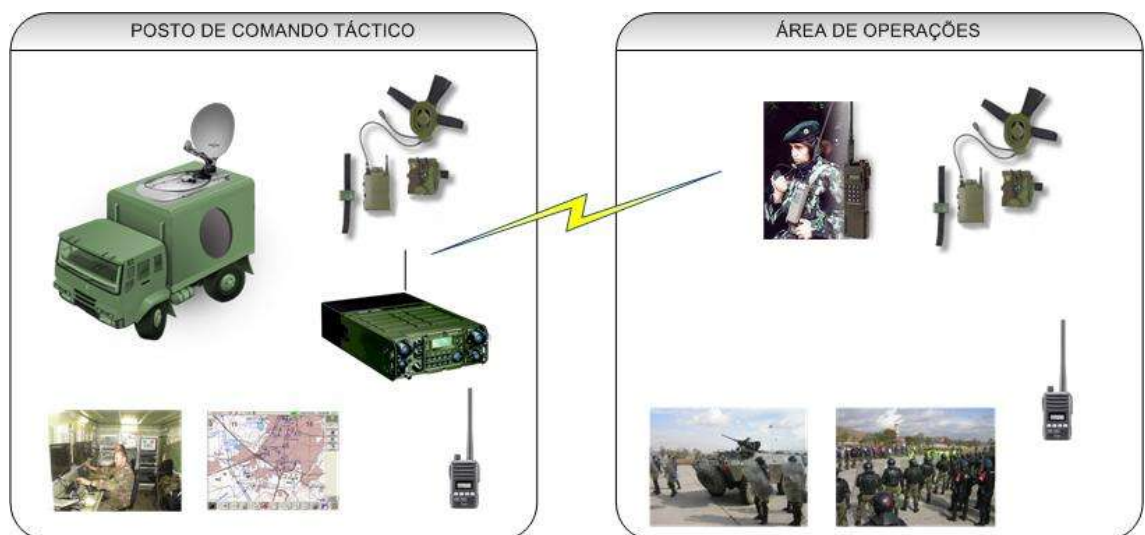 POSTO DE COMANDO TÁCTICO
ÁREA DE OPERAÇÕES